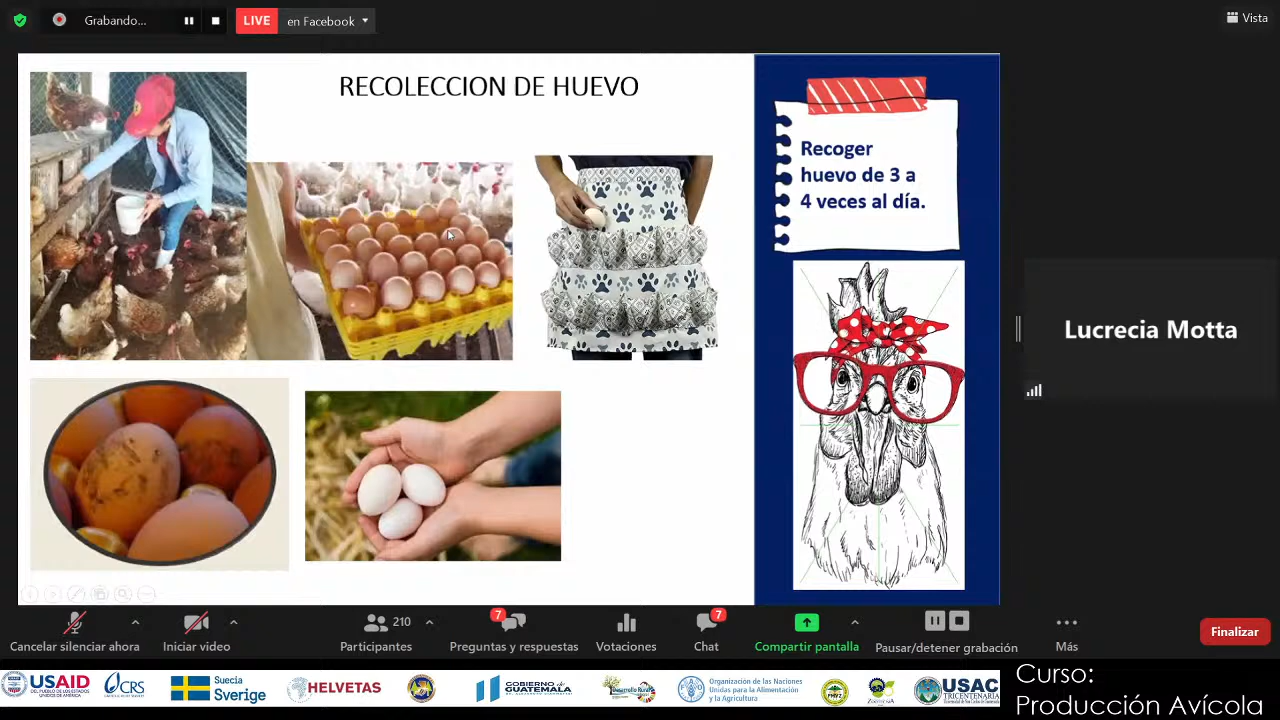 Grabando...
LIVE
en Facebook
Vista
RECOLECCION DE HUEVO
Recoger
huevo de 3 a
4 veces al día.
Lucrecia Motta
Cancelar silenciar ahora
Iniciar video
210
Participantes
7
Preguntas y respuestas
Votaciones
7
Chat
Compartir pantalla
Pausar/detener grabación
Más
Finalizar
USAID
DEL PUEBLO DE LOS ESTADOS
UNIDOS DE AMÉRICA
CRS
Suecia
Sverige
HELVETAS
GOBIERNO de
GUATEMALA
Desarrollo Rural
Organización de las Naciones
Unidas para la Alimentación
y la Agricultura
USAC
TRICENTENARIA
Curso:
Producción Avícola